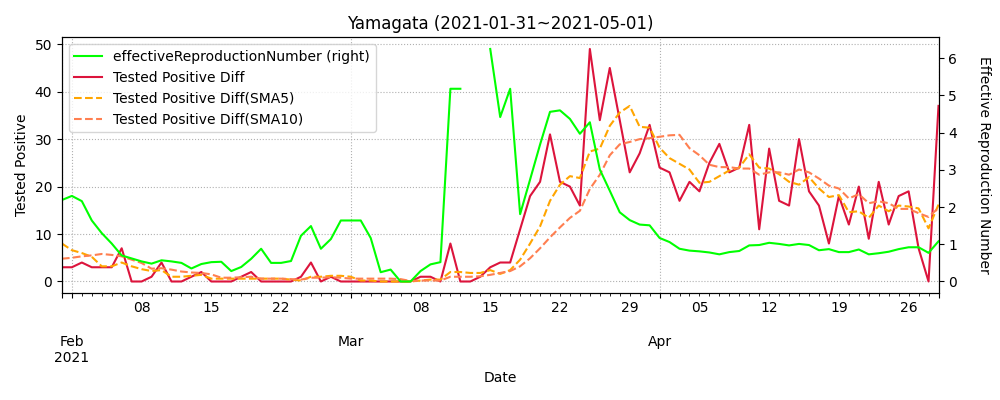 Yamagata (2021-01-31~2021-05-01)
effectiveReproductionNumber (right)
Tested Positive Diff
Tested Positive Diff(SMA5)
Tested Positive Diff(SMA10)
Tested Positive
50
40
30
20
10
0
6
5
4
3
2
1
0
Effective Reproduction Number
08 15 22 08 15 22 29 05 12 19 26
Feb Mar Apr
2021
Date